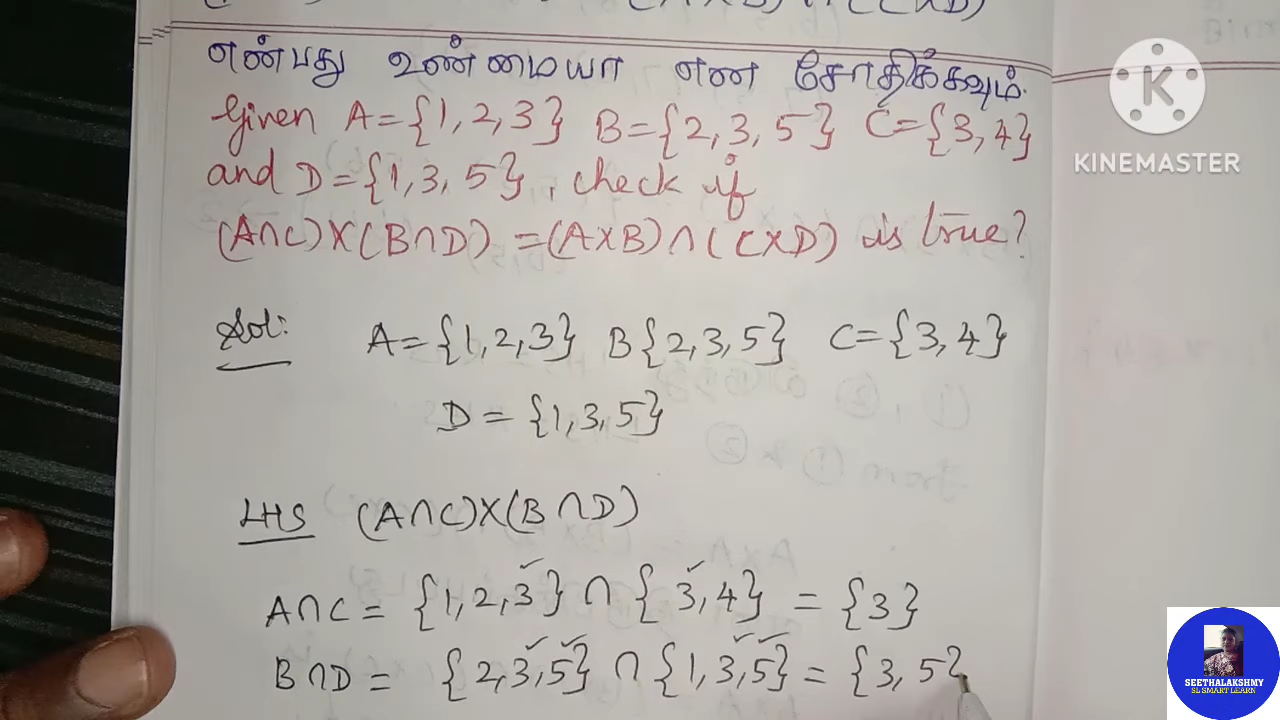 என்பது உண்மையா என சோதிக்கவும்.
Given A={1,2,3} B={2,3,5} C={3,4}
and D={1,3,5}, check if
(A∩C)X(B∩D) =(AXB)∩(CXD) is true?
Sol: A={1,2,3} B{2,3,5} C={3,4}
D={1,3,5}
LHS (A∩C)X(B∩D)
A∩C = {1,2,3} ∩ {3,4} = {3}
B∩D = {2,3,5} ∩ {1,3,5} = {3,5}
KINEMASTER
SEETHALAKSHMY
SL SMART LEARN